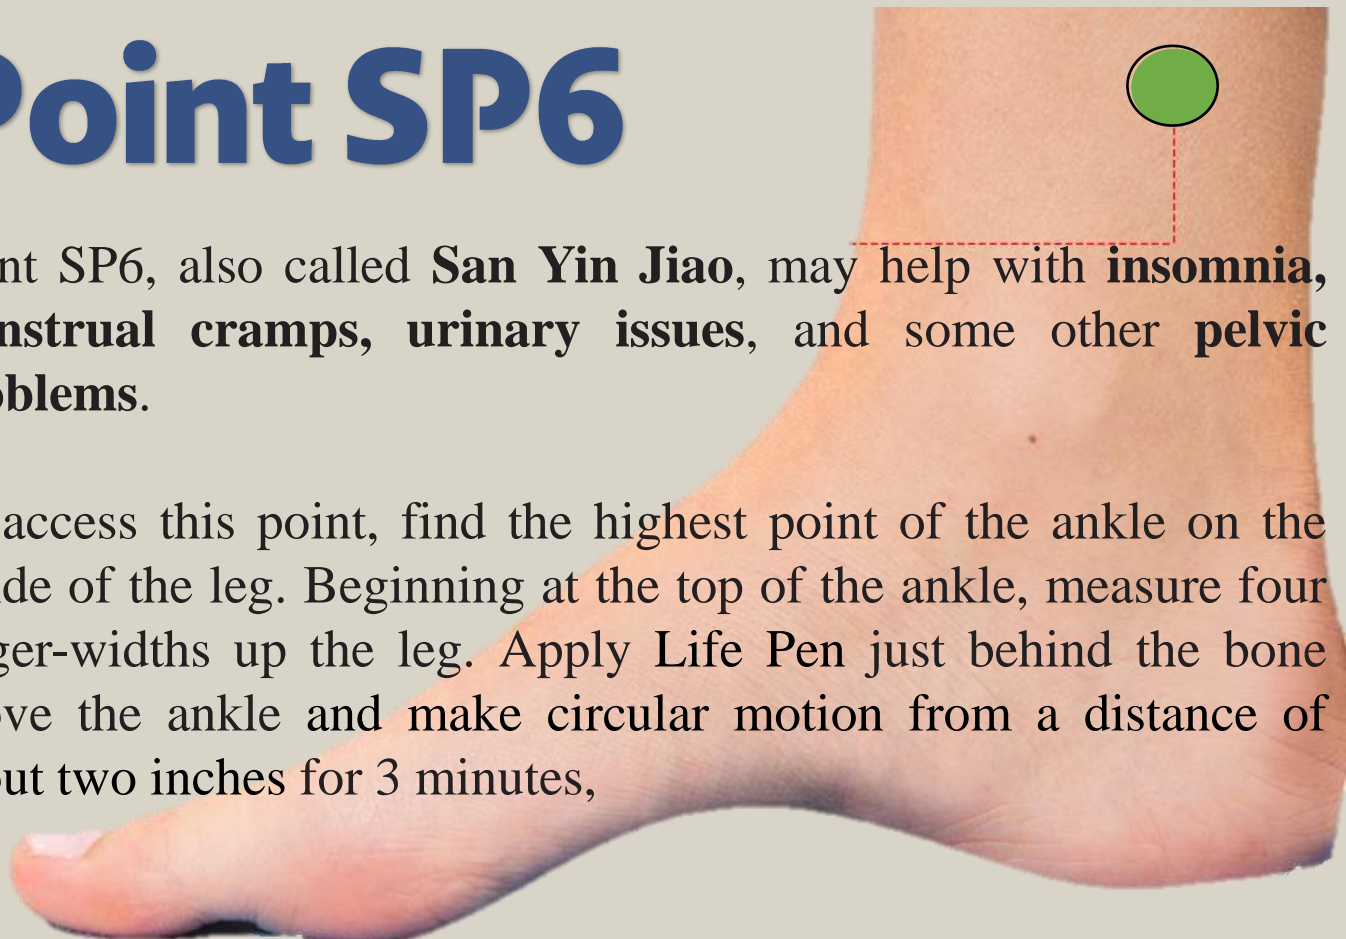 Point SP6
nt SP6, also called San Yin Jiao, may help with insomnia,
nstrual cramps, urinary issues, and some other pelvic
blems.
access this point, find the highest point of the ankle on the
de of the leg. Beginning at the top of the ankle, measure four
ger-widths up the leg. Apply Life Pen just behind the bone
ve the ankle and make circular motion from a distance of
out two inches for 3 minutes,